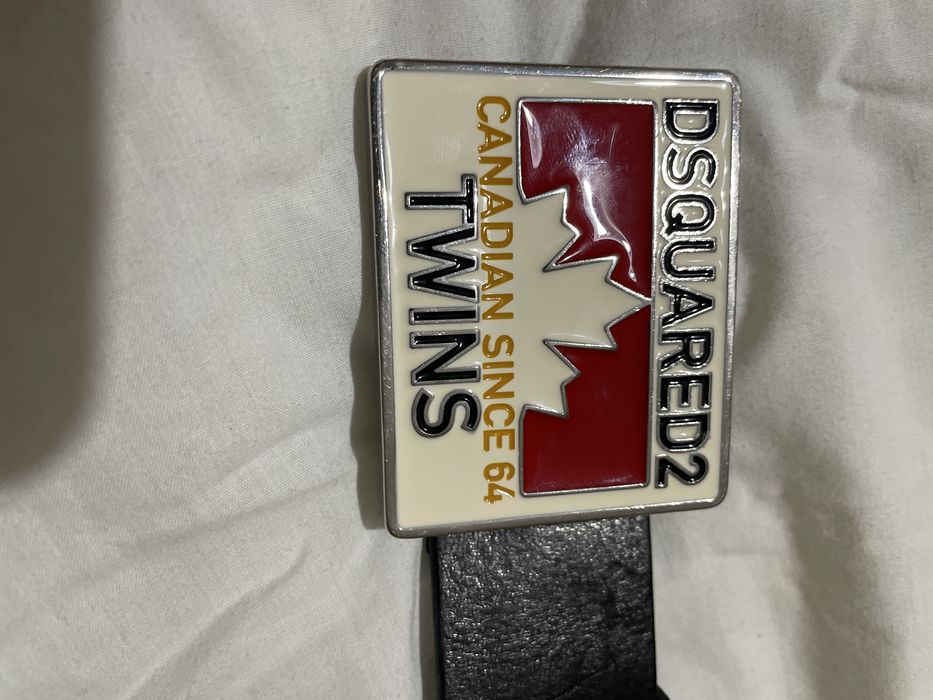 DSQUARED2
CANADIAN SINCE 64
TWINS